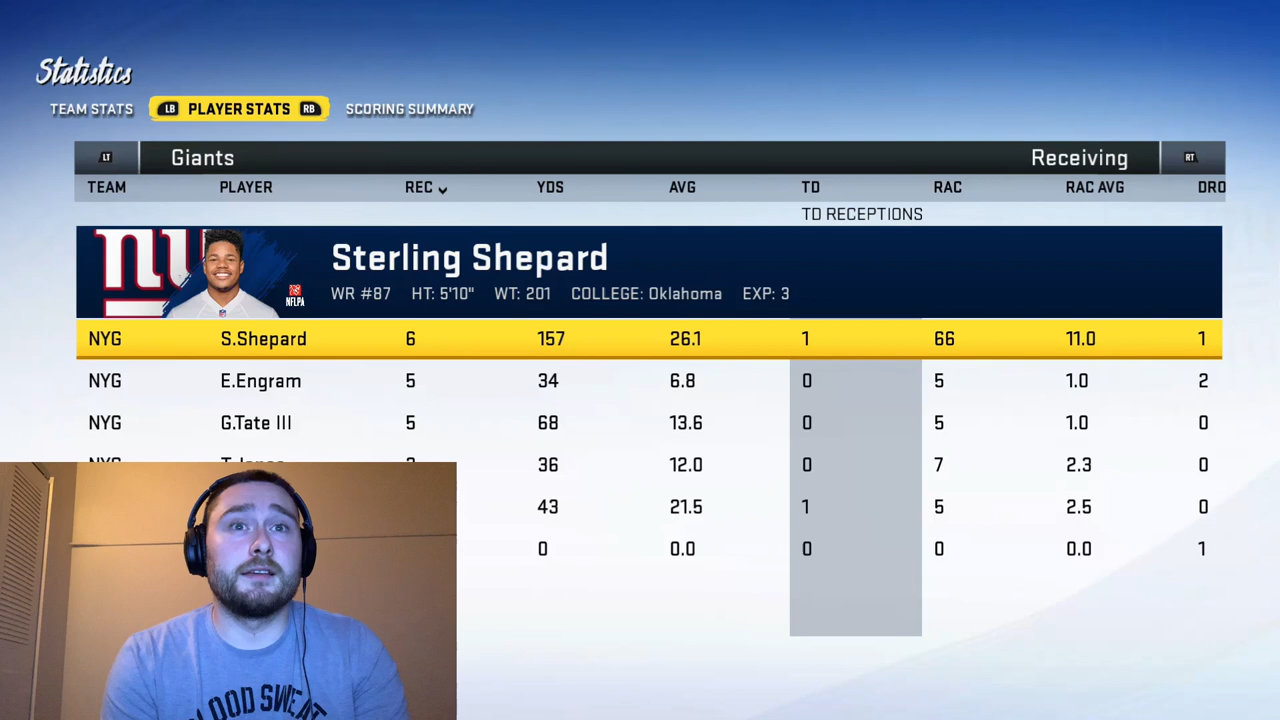 Statistics
TEAM STATS LB PLAYER STATS RB SCORING SUMMARY
LT Giants Receiving RT
TEAM PLAYER REC YDS AVG TD RAC RAC AVG DRO
TD RECEPTIONS
ny
Sterling Shepard
WR #87 HT: 5'10" WT: 201 COLLEGE: Oklahoma EXP: 3
NFLPA
NYG S.Shepard 6 157 26.1 1 66 11.0 1
NYG E.Engram 5 34 6.8 0 5 1.0 2
NYG G.Tate III 5 68 13.6 0 5 1.0 0
36 12.0 0 7 2.3 0
43 21.5 1 5 2.5 0
0 0.0 0 0 0.0 1
BLOOD SWEAT